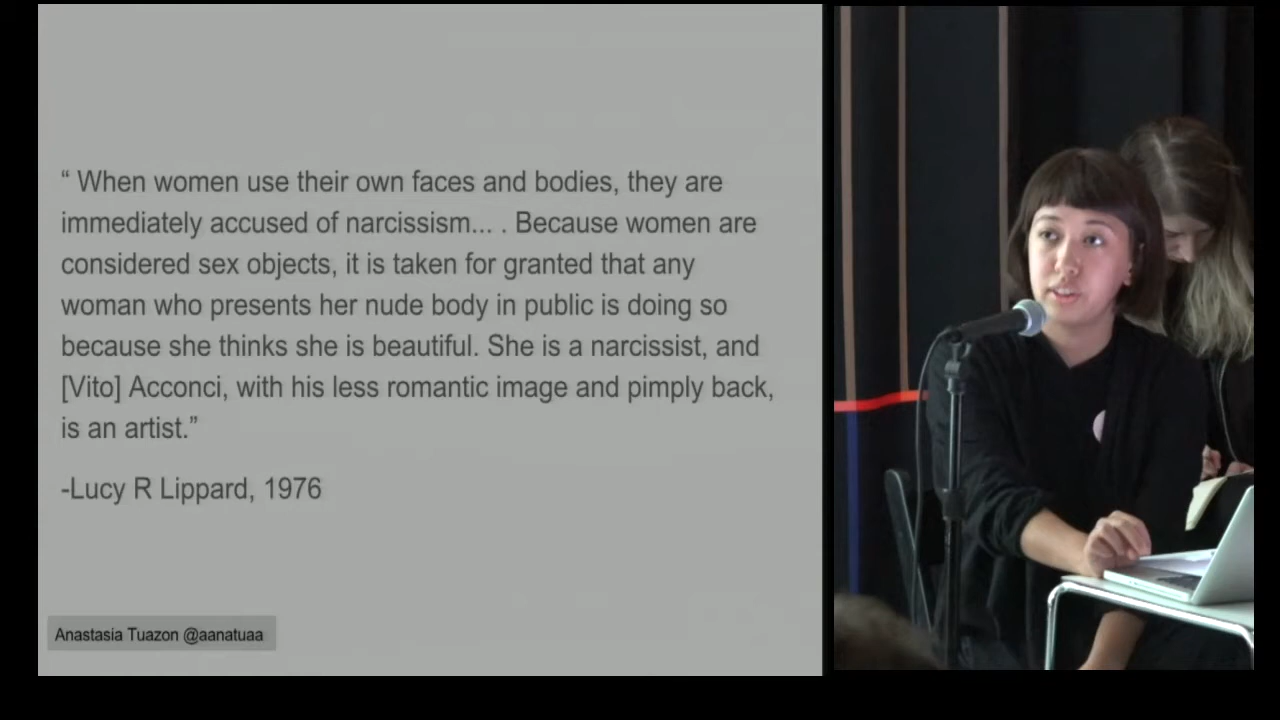 “ When women use their own faces and bodies, they are
immediately accused of narcissism... . Because women are
considered sex objects, it is taken for granted that any
woman who presents her nude body in public is doing so
because she thinks she is beautiful. She is a narcissist, and
[Vito] Acconci, with his less romantic image and pimply back,
is an artist.”
-Lucy R Lippard, 1976
Anastasia Tuazon @aanatuaa